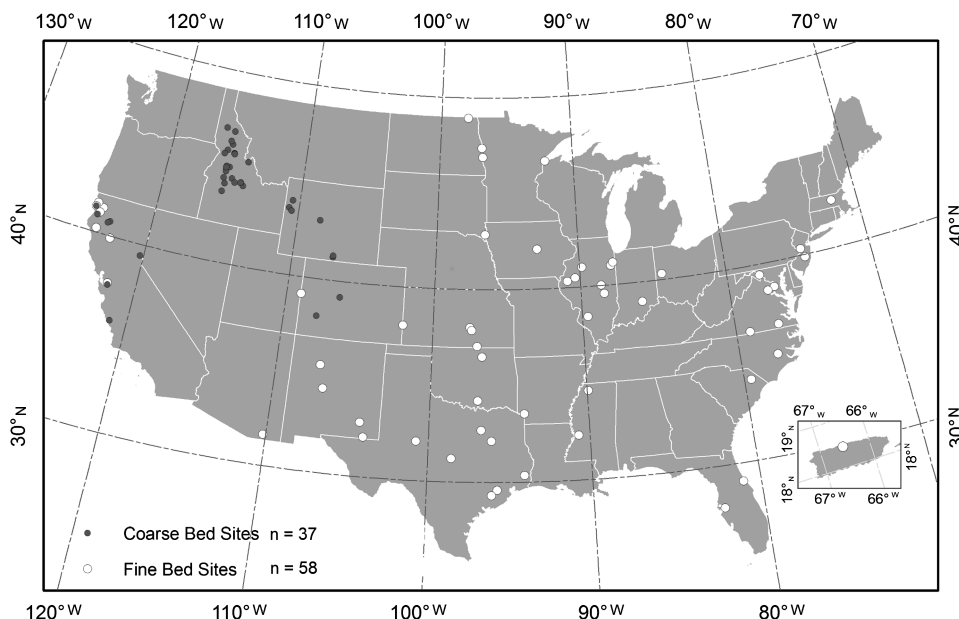 130°W 120°W 110°W 100°W 90°W 80°W 70°W
40°N 40°N
30°N 30°N
67°W 66°W
19°N 18°N
18°N
67°W 66°W
Coarse Bed Sites n = 37
Fine Bed Sites n = 58
120°W 110°W 100°W 90°W 80°W